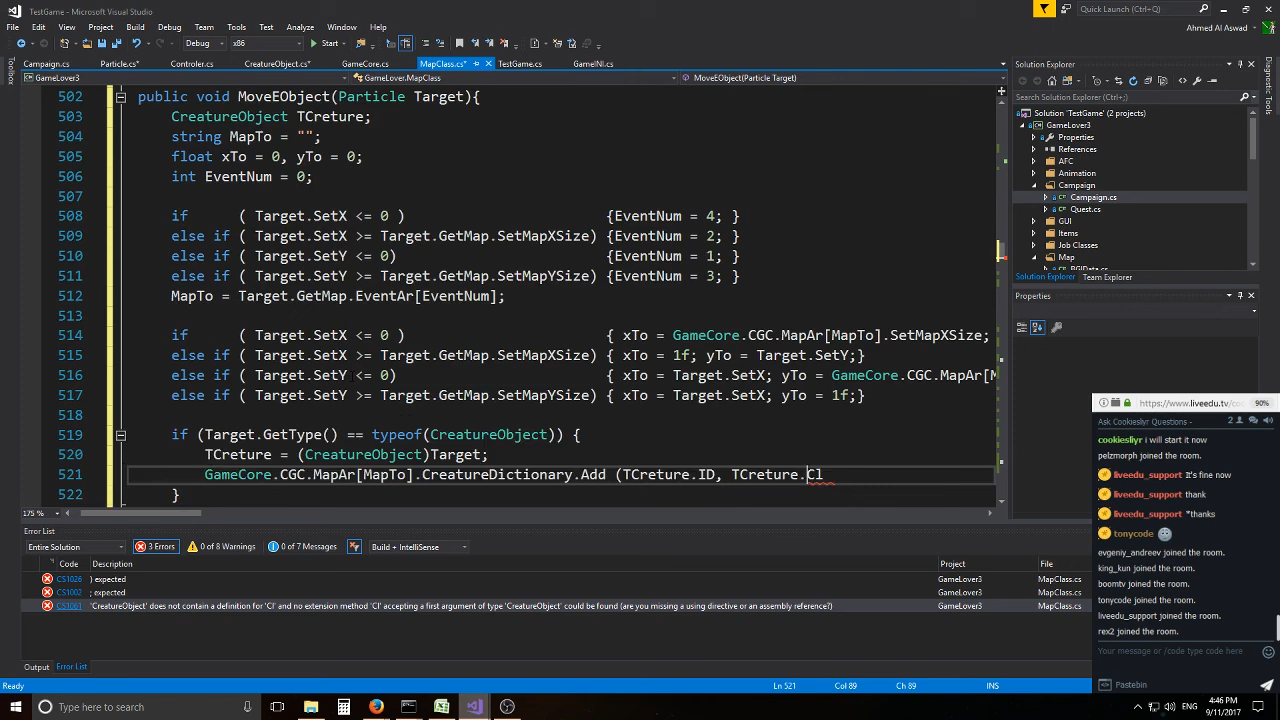 TestGame - Microsoft Visual Studio
Quick Launch (Ctrl+;)
File Edit View Project Build Debug Team Tools Test Analyze Window Help
Ahmed Al Aswad
Debug x86 Start
Campaign.cs Particle.cs* Controler.cs CreatureObject.cs* GameCore.cs MapClass.cs* TestGame.cs GameNI.cs
GameLover3 GameLover.MapClass MoveEObject(Particle Target)
Toolbox
502 public void MoveEObject(Particle Target){
503 CreatureObject TCreture;
504 string MapTo = "";
505 float xTo = 0, yTo = 0;
506 int EventNum = 0;
507
508 if ( Target.SetX <= 0 ) {EventNum = 4; }
509 else if ( Target.SetX >= Target.GetMap.SetMapXSize) {EventNum = 2; }
510 else if ( Target.SetY <= 0) {EventNum = 1; }
511 else if ( Target.SetY >= Target.GetMap.SetMapYSize) {EventNum = 3; }
512 MapTo = Target.GetMap.EventAr[EventNum];
513
514 if ( Target.SetX <= 0 ) { xTo = GameCore.CGC.MapAr[MapTo].SetMapXSize;
515 else if ( Target.SetX >= Target.GetMap.SetMapXSize) { xTo = 1f; yTo = Target.SetY;}
516 else if ( Target.SetY <= 0) { xTo = Target.SetX; yTo = GameCore.CGC.MapAr[M
517 else if ( Target.SetY >= Target.GetMap.SetMapYSize) { xTo = Target.SetX; yTo = 1f;}
518
519 if (Target.GetType() == typeof(CreatureObject)) {
520 TCreture = (CreatureObject)Target;
521 GameCore.CGC.MapAr[MapTo].CreatureDictionary.Add (TCreture.ID, TCreture.Cl
522 }
175 %
Error List
Entire Solution 3 Errors 0 of 8 Warnings 0 of 7 Messages Build + IntelliSense
Code Description Project File
CS1026 ) expected GameLover3 MapClass.cs
CS1002 ; expected GameLover3 MapClass.cs
CS1061 'CreatureObject' does not contain a definition for 'Cl' and no extension method 'Cl' accepting a first argument of type 'CreatureObject' could be found (are you missing a using directive or an assembly reference?) GameLover3 MapClass.cs
Output Error List
Ready Ln 521 Col 89 Ch 89 INS
Solution Explorer
Search Solution Explorer (Ctrl+;)
Solution 'TestGame' (2 projects)
GameLover3
Properties
References
AFC
Animation
Campaign
Campaign.cs
Quest.cs
GUI
Items
Job Classes
Map
BGIData.cs
Solution Explorer Team Explorer
Properties
Diagnostic Tools
https://www.liveedu.tv/co 90%
Ask Cookiesliyr Questions - 2
cookiesliyr i will start it now
pelzmorph joined the room.
liveedu_support It's fine now
liveedu_support thank
liveedu_support *thanks
tonycode
evgeniy_andreev joined the room.
king_kun joined the room.
boomtv joined the room.
tonycode joined the room.
liveedu_support joined the room.
rex2 joined the room.
Your message / code type code here
Pastebin
Type here to search
ENG 4:46 PM
9/11/2017